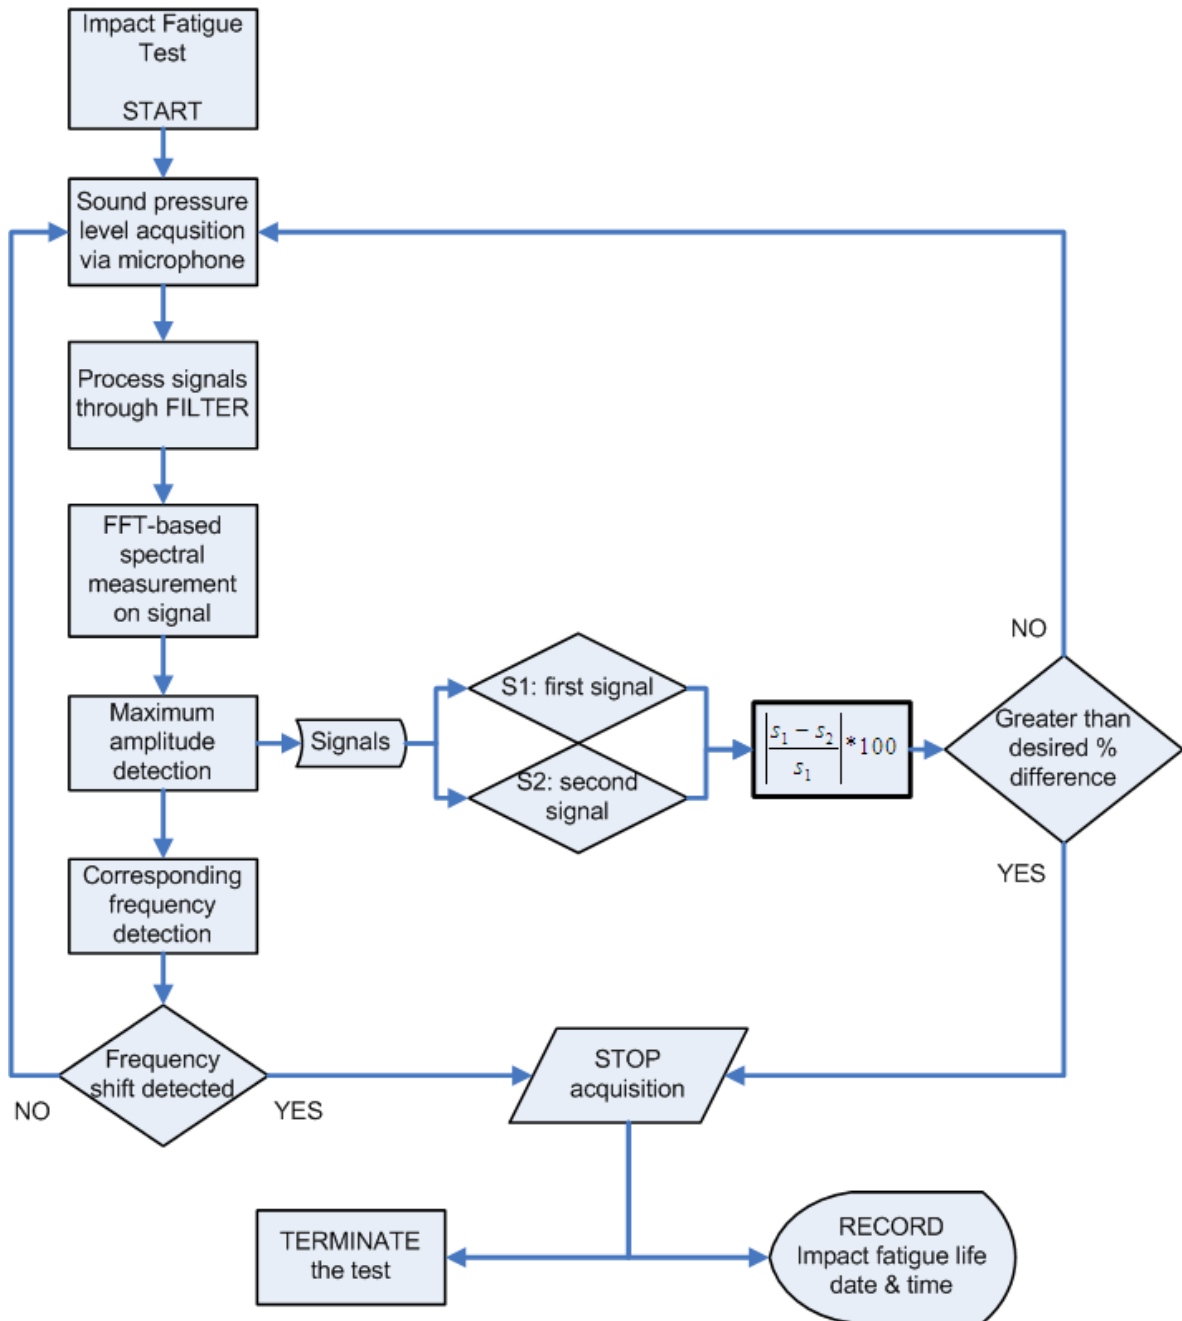 Impact Fatigue
Test
START
Sound pressure
level acqusition
via microphone
Process signals
through FILTER
FFT-based
spectral
measurement
on signal
Maximum
amplitude
detection
Signals
S1: first signal
S2: second
signal
|s₁ − s₂ / s₁| *100
Greater than
desired %
difference
NO
YES
Corresponding
frequency
detection
Frequency
shift detected
NO
YES
STOP
acquisition
TERMINATE
the test
RECORD
Impact fatigue life
date & time